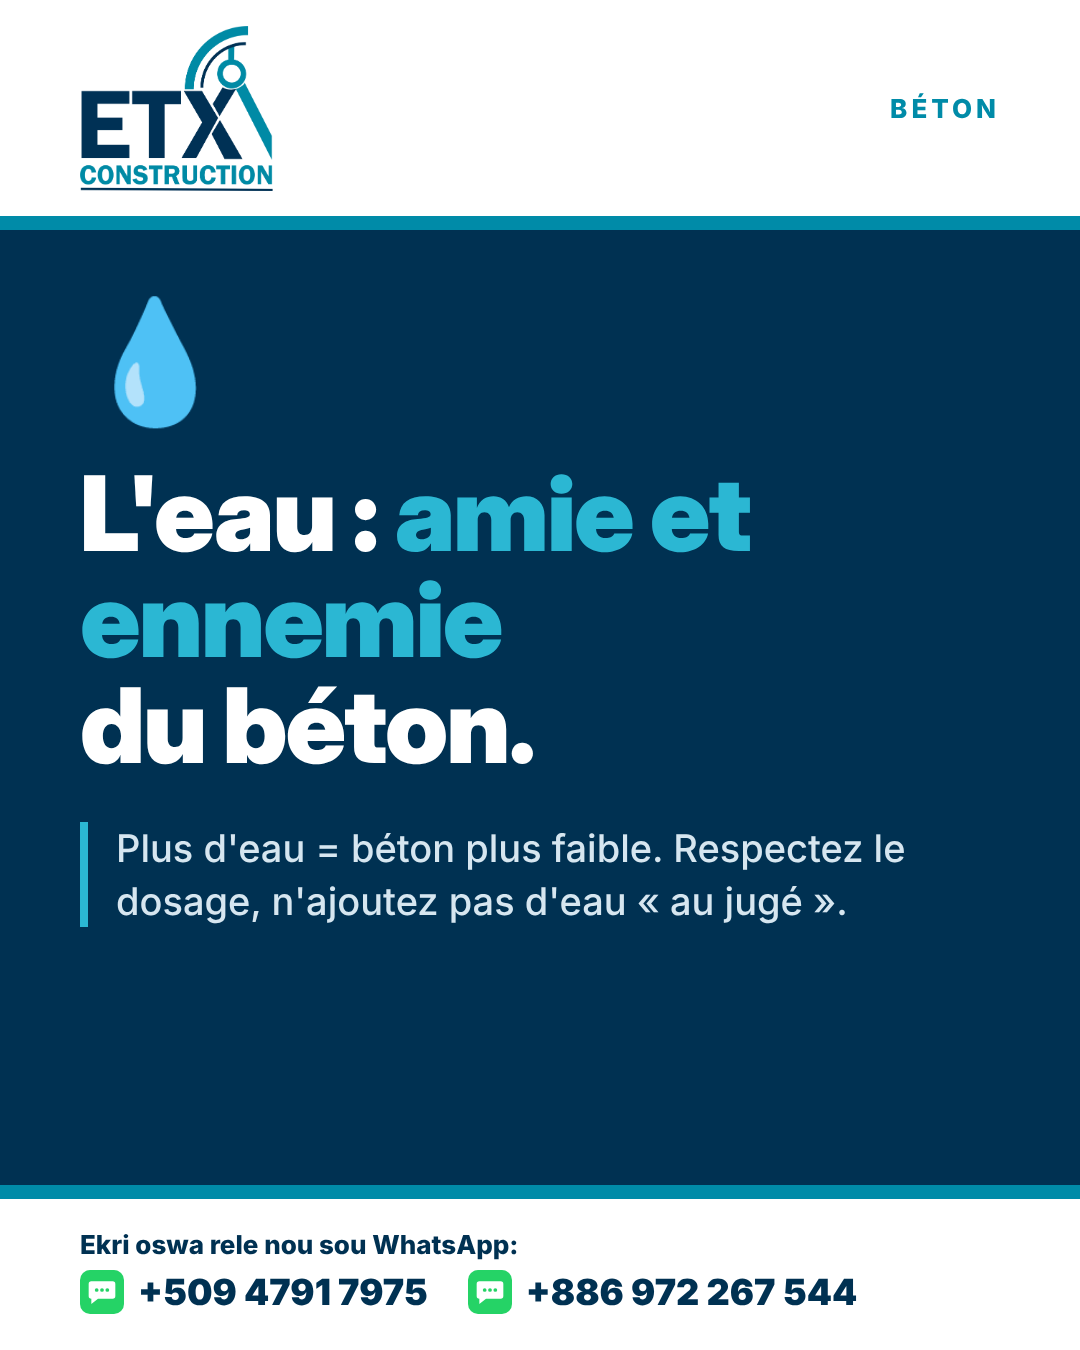 ETX
CONSTRUCTION
BÉTON
L'eau : amie et
ennemie
du béton.
Plus d'eau = béton plus faible. Respectez le
dosage, n'ajoutez pas d'eau « au jugé ».
Ekri oswa rele nou sou WhatsApp:
+509 4791 7975 +886 972 267 544